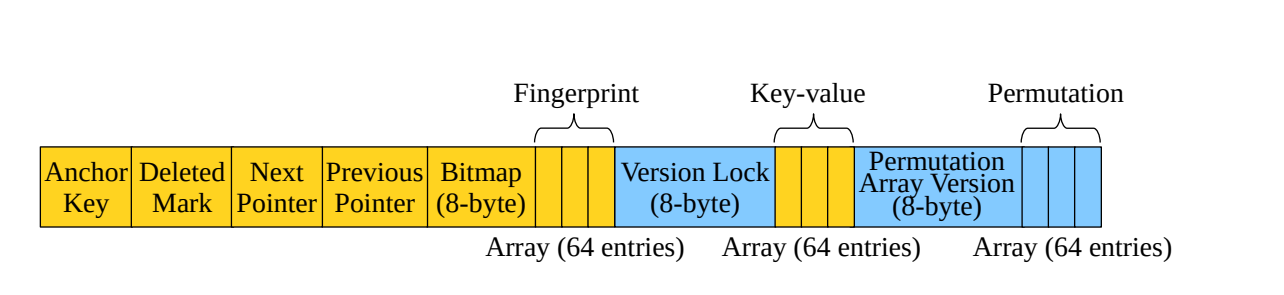 Fingerprint
Key-value
Permutation
Anchor
Key
Deleted
Mark
Next
Pointer
Previous
Pointer
Bitmap
(8-byte)
Version Lock
(8-byte)
Permutation
Array Version
(8-byte)
Array (64 entries)
Array (64 entries)
Array (64 entries)